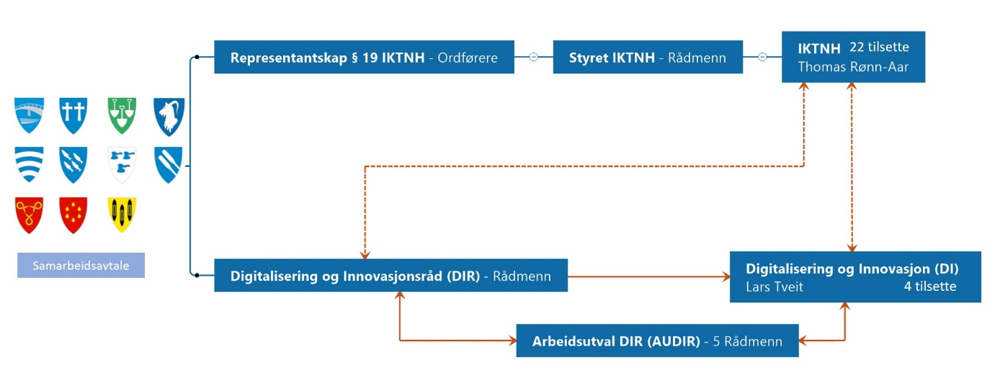 Representantskap § 19 IKTNH - Ordførere
Styret IKTNH - Rådmenn
IKTNH 22 tilsette
Thomas Rønn-Aar
Samarbeidsavtale
Digitalisering og Innovasjonsråd (DIR) - Rådmenn
Digitalisering og Innovasjon (DI)
Lars Tveit 4 tilsette
Arbeidsutval DIR (AUDIR) - 5 Rådmenn